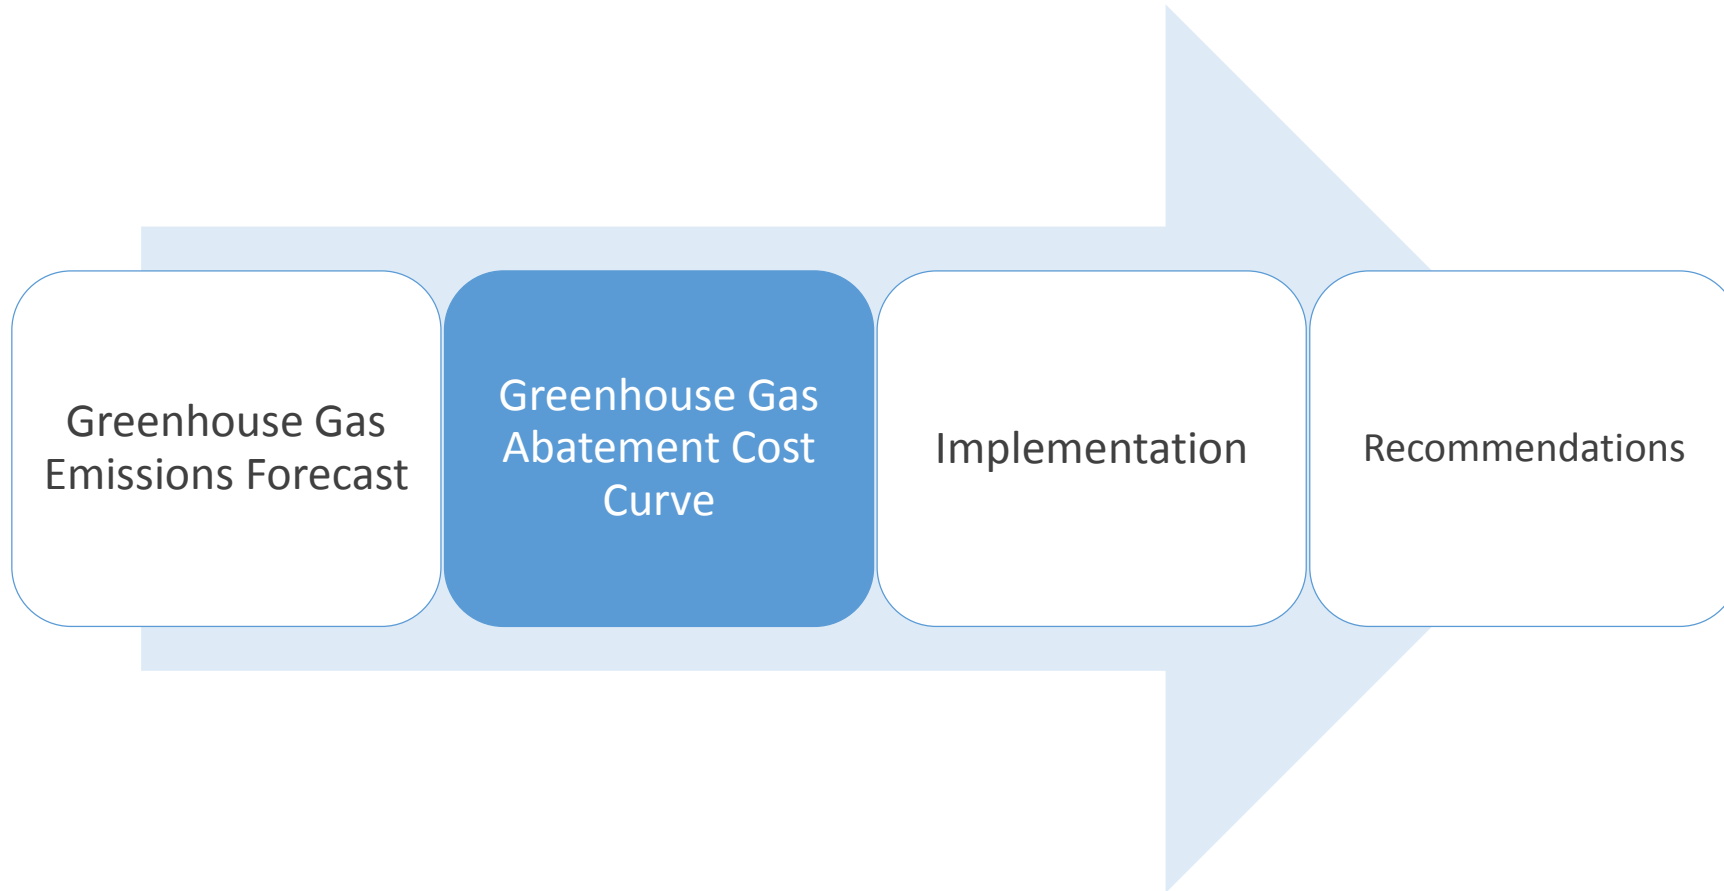 Greenhouse Gas
Emissions Forecast
Greenhouse Gas
Abatement Cost
Curve
Implementation
Recommendations